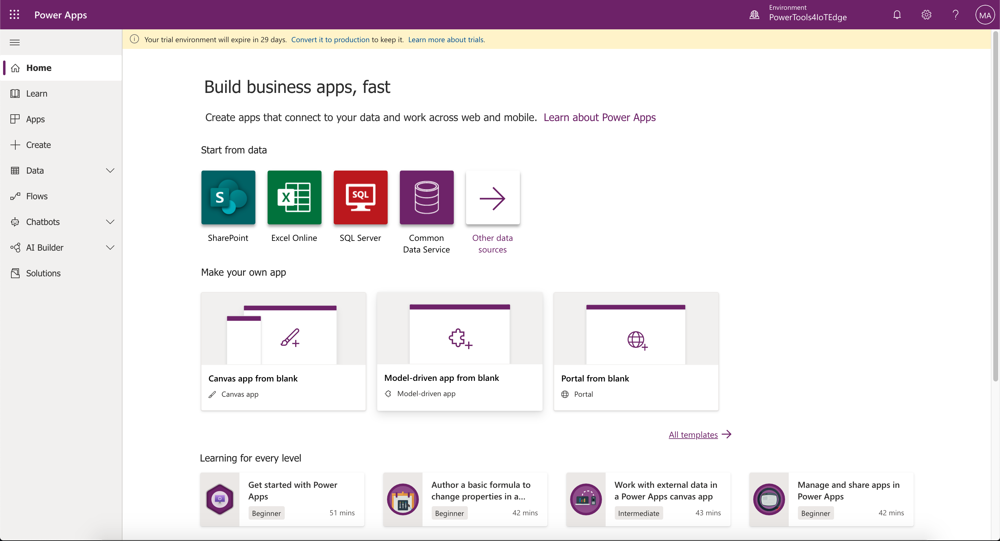 Power Apps
Environment
PowerTools4IoTEdge
MA
Your trial environment will expire in 29 days. Convert it to production to keep it. Learn more about trials.
Home
Learn
Apps
Create
Data
Flows
Chatbots
AI Builder
Solutions
Build business apps, fast
Create apps that connect to your data and work across web and mobile. Learn about Power Apps
Start from data
S
X
SQL
SharePoint
Excel Online
SQL Server
Common
Data Service
Other data
sources
Make your own app
Canvas app from blank
Canvas app
Model-driven app from blank
Model-driven app
Portal from blank
Portal
All templates
Learning for every level
Get started with Power
Apps
Beginner
51 mins
Author a basic formula to
change properties in a...
Beginner
42 mins
Work with external data in
a Power Apps canvas app
Intermediate
43 mins
Manage and share apps in
Power Apps
Beginner
42 mins